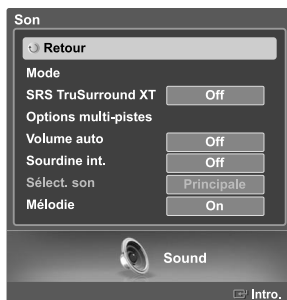 Son
Retour
Mode
SRS TruSurround XT Off
Options multi-pistes
Volume auto Off
Sourdine int. Off
Sélect. son Principale
Mélodie On
Sound
Intro.